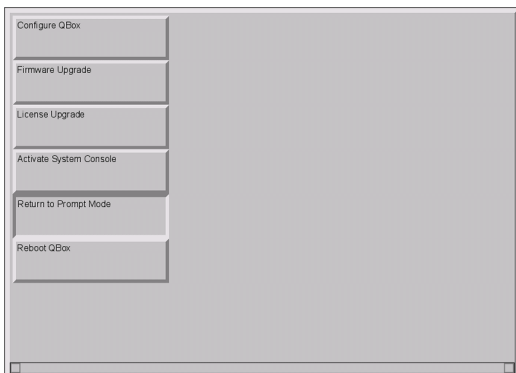 Configure QBox
Firmware Upgrade
License Upgrade
Activate System Console
Return to Prompt Mode
Reboot QBox